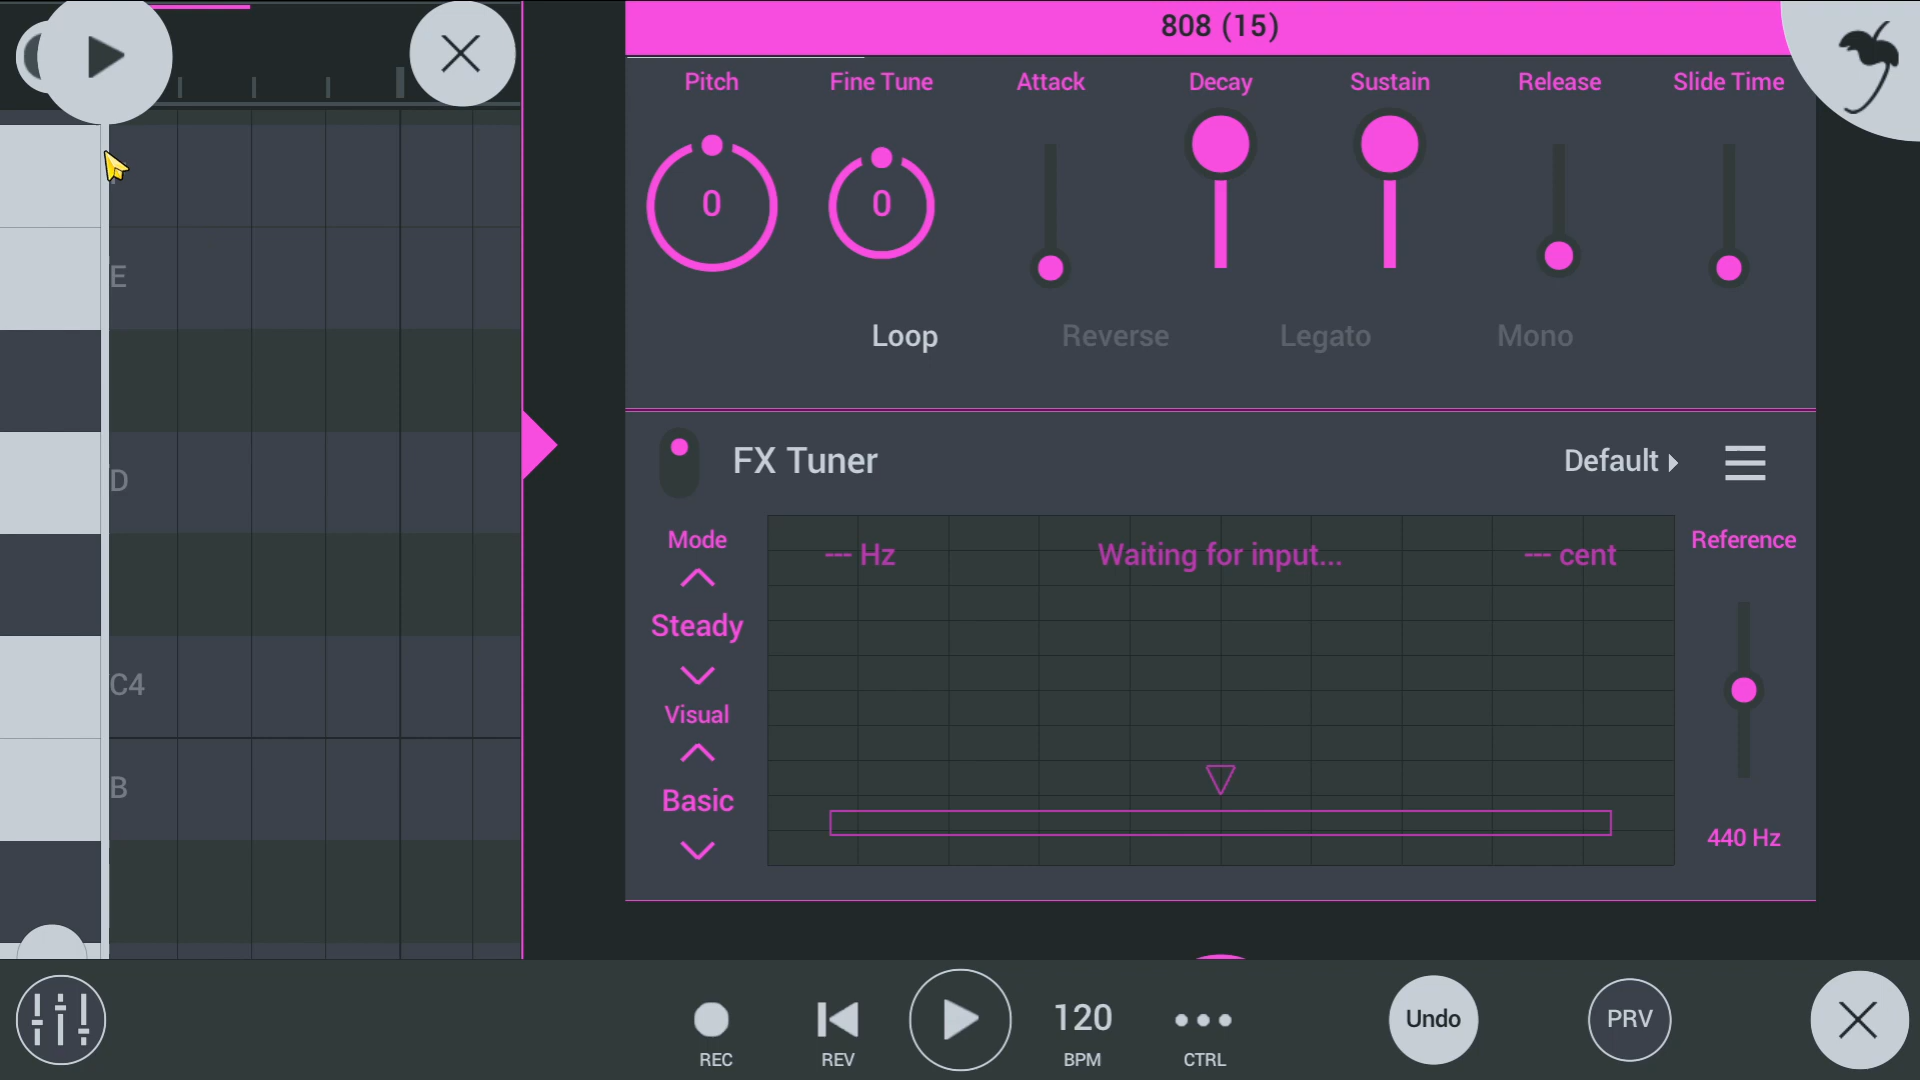 808 (15)
Pitch
Fine Tune
Attack
Decay
Sustain
Release
Slide Time
0
0
Loop
Reverse
Legato
Mono
FX Tuner
Default
Mode
Steady
Visual
Basic
--- Hz
Waiting for input...
--- cent
Reference
440 Hz
E
D
C4
B
REC
REV
120
BPM
CTRL
Undo
PRV